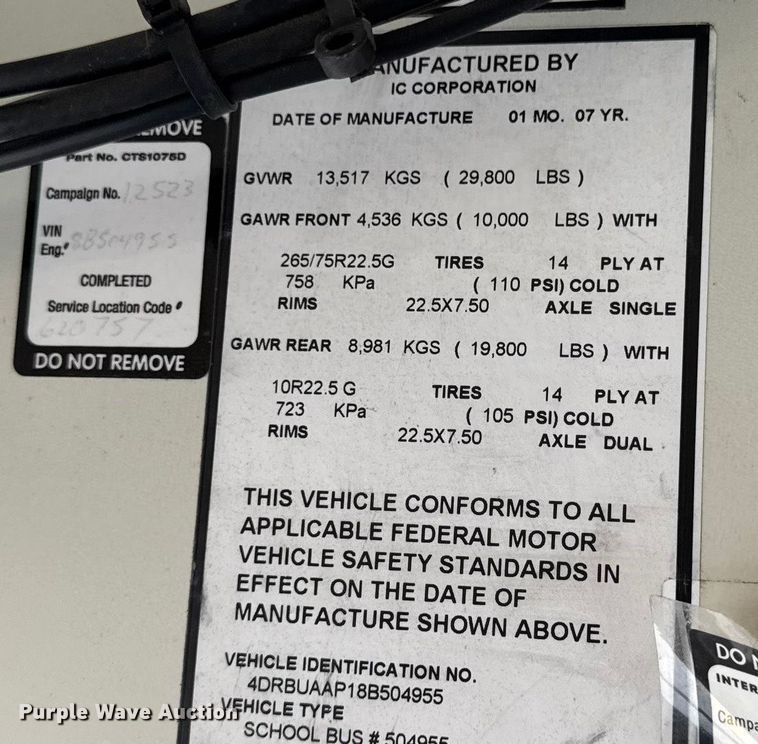 MANUFACTURED BY
IC CORPORATION
DATE OF MANUFACTURE 01 MO. 07 YR.
GVWR 13,517 KGS ( 29,800 LBS )
GAWR FRONT 4,536 KGS ( 10,000 LBS ) WITH
265/75R22.5G TIRES 14 PLY AT
758 KPa ( 110 PSI) COLD
RIMS 22.5X7.50 AXLE SINGLE
GAWR REAR 8,981 KGS ( 19,800 LBS ) WITH
10R22.5 G TIRES 14 PLY AT
723 KPa ( 105 PSI) COLD
RIMS 22.5X7.50 AXLE DUAL
THIS VEHICLE CONFORMS TO ALL
APPLICABLE FEDERAL MOTOR
VEHICLE SAFETY STANDARDS IN
EFFECT ON THE DATE OF
MANUFACTURE SHOWN ABOVE.
VEHICLE IDENTIFICATION NO.
4DRBUAAP18B504955
VEHICLE TYPE
SCHOOL BUS # 504955
REMOVE
Part No. CTS1075D
Campaign No. 12523
VIN
Eng.#
COMPLETED
Service Location Code #
620757
DO NOT REMOVE
DO
INTER
Campa
Purple Wave Auction